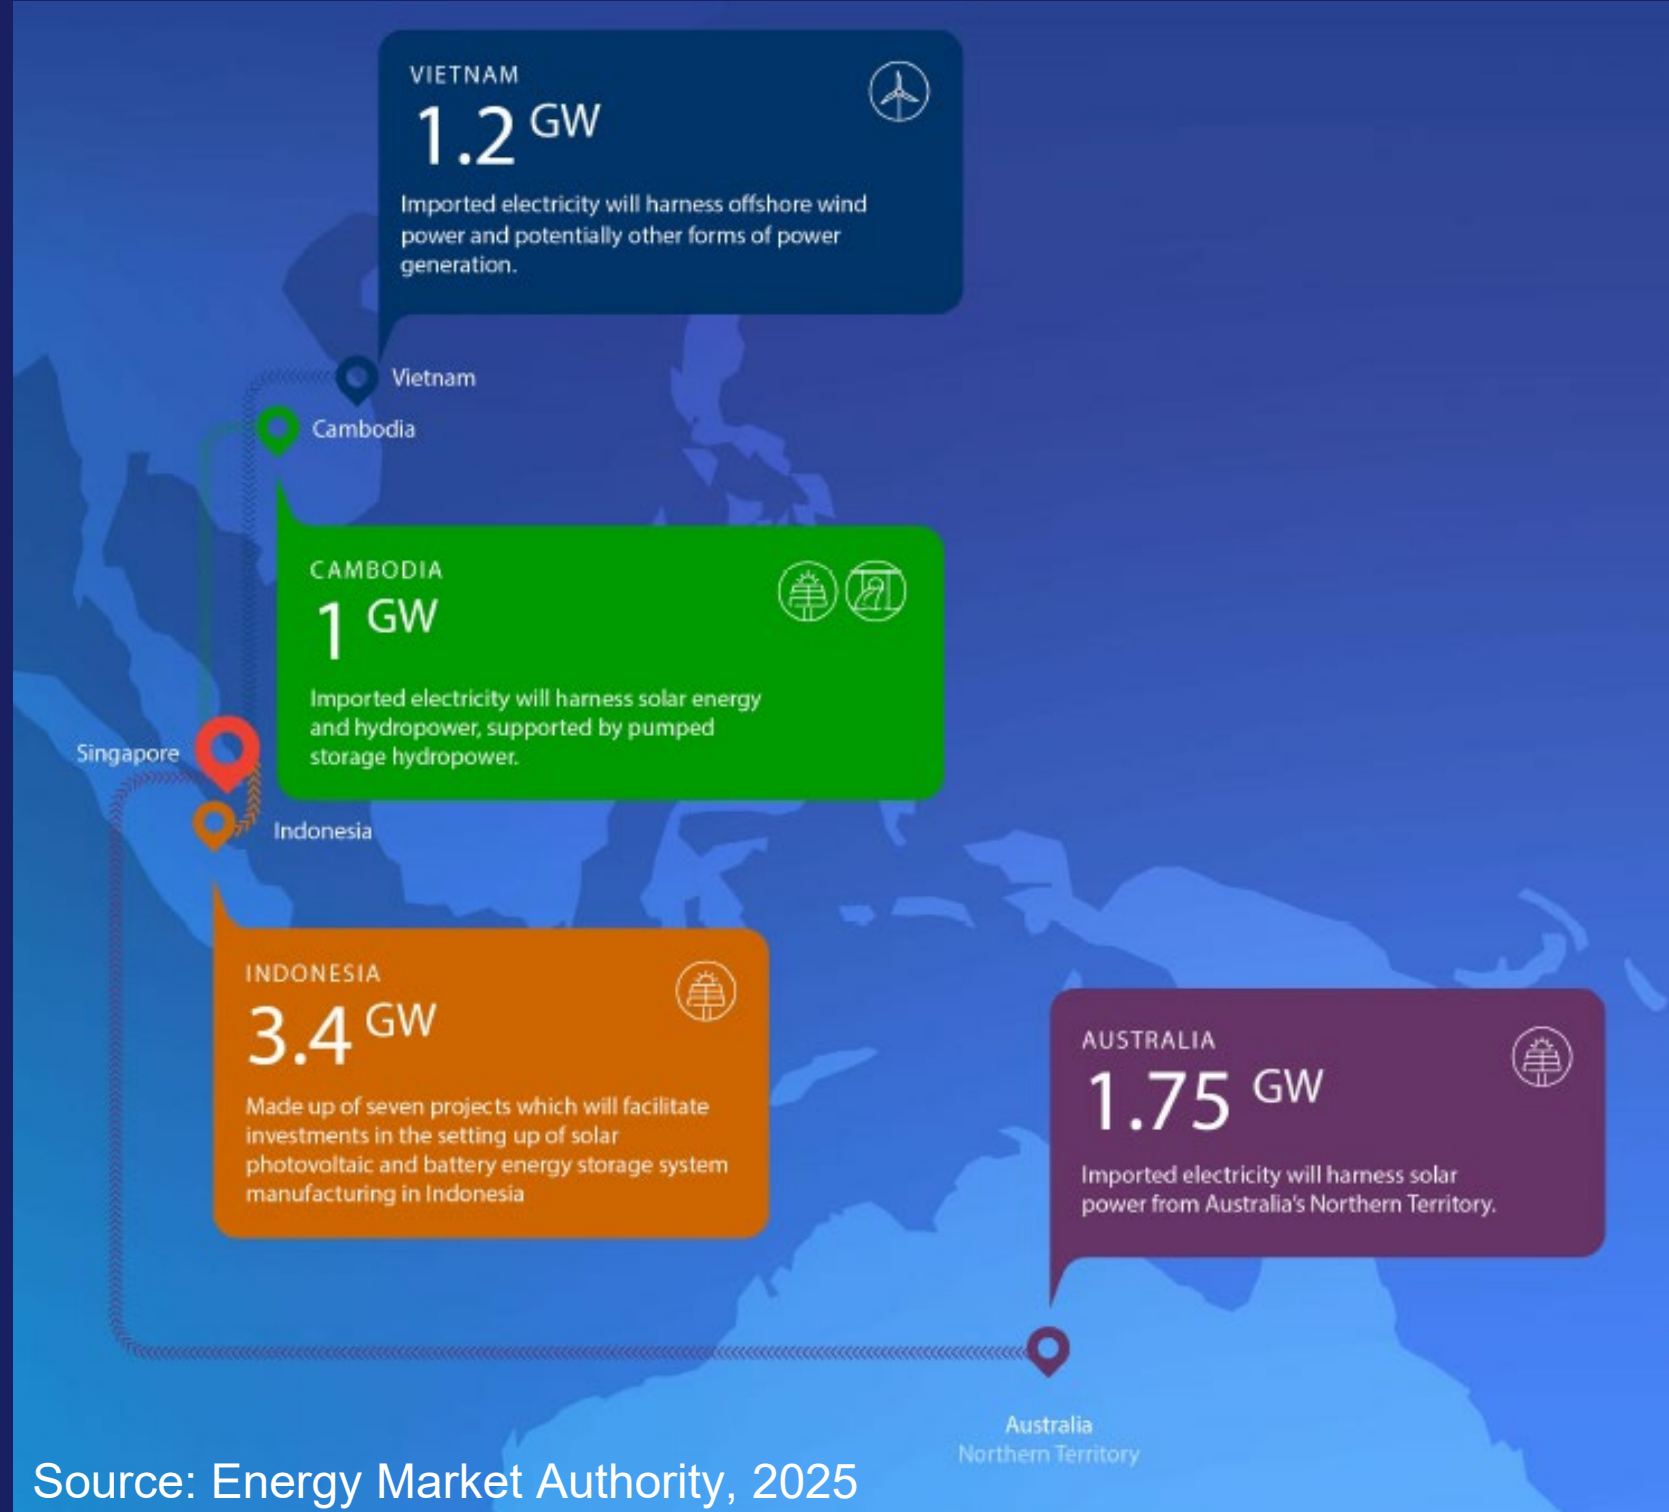 VIETNAM
1.2 GW
Imported electricity will harness offshore wind
power and potentially other forms of power
generation.
Vietnam
Cambodia
CAMBODIA
1 GW
Imported electricity will harness solar energy
and hydropower, supported by pumped
storage hydropower.
Singapore
Indonesia
INDONESIA
3.4 GW
Made up of seven projects which will facilitate
investments in the setting up of solar
photovoltaic and battery energy storage system
manufacturing in Indonesia
AUSTRALIA
1.75 GW
Imported electricity will harness solar
power from Australia's Northern Territory.
Australia
Northern Territory
Source: Energy Market Authority, 2025